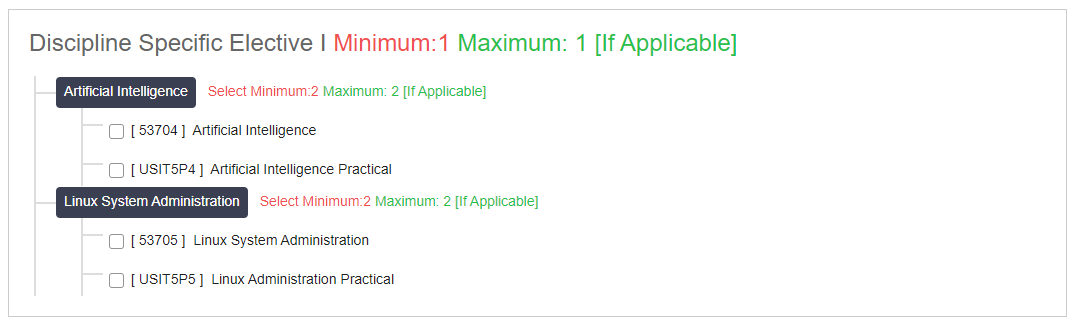 Discipline Specific Elective I Minimum:1 Maximum: 1 [If Applicable]
Artificial Intelligence Select Minimum:2 Maximum: 2 [If Applicable]
[ 53704 ] Artificial Intelligence
[ USIT5P4 ] Artificial Intelligence Practical
Linux System Administration Select Minimum:2 Maximum: 2 [If Applicable]
[ 53705 ] Linux System Administration
[ USIT5P5 ] Linux Administration Practical